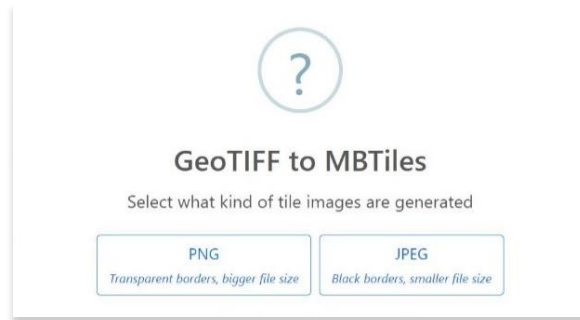 ?
GeoTIFF to MBTiles
Select what kind of tile images are generated
PNG
Transparent borders, bigger file size
JPEG
Black borders, smaller file size